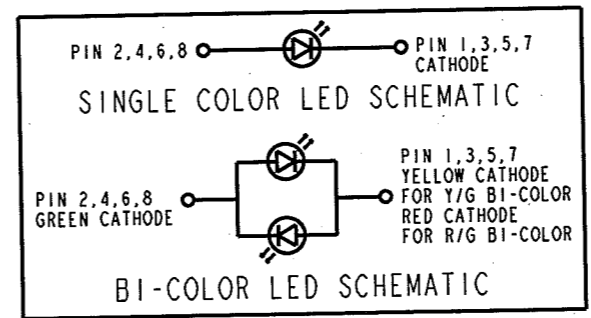 PIN 2,4,6,8
PIN 1,3,5,7
CATHODE
SINGLE COLOR LED SCHEMATIC
PIN 2,4,6,8
GREEN CATHODE
PIN 1,3,5,7
YELLOW CATHODE
FOR Y/G BI-COLOR
RED CATHODE
FOR R/G BI-COLOR
BI-COLOR LED SCHEMATIC